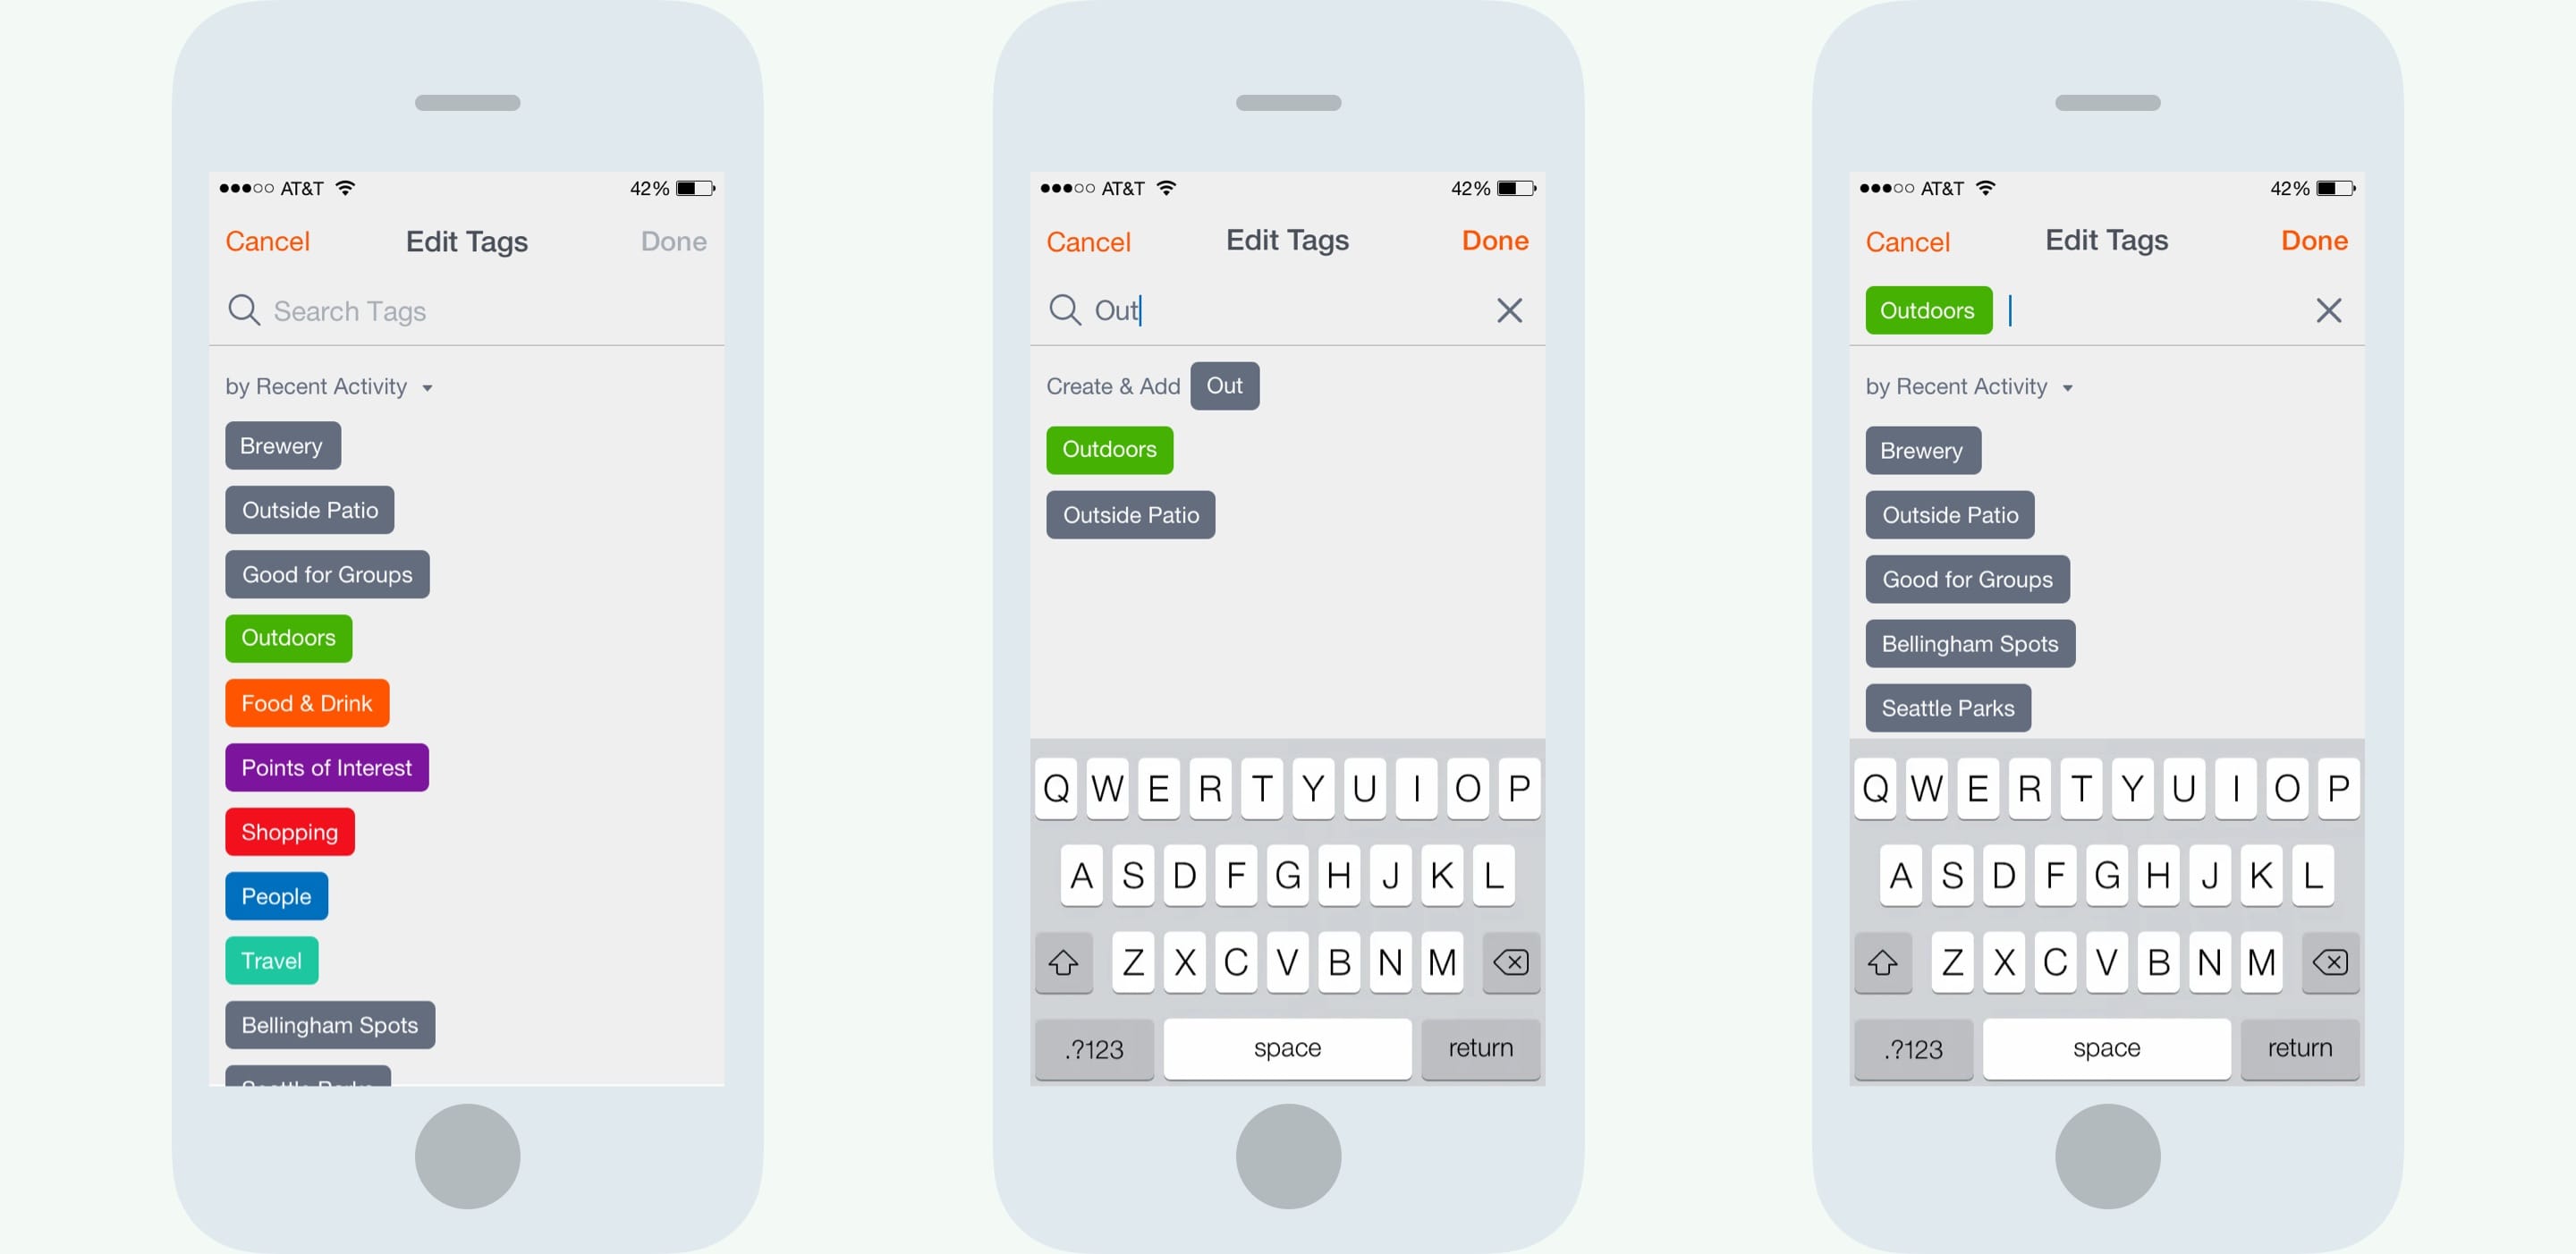 AT&T 42%
Cancel Edit Tags Done
Search Tags
by Recent Activity
Brewery
Outside Patio
Good for Groups
Outdoors
Food & Drink
Points of Interest
Shopping
People
Travel
Bellingham Spots
Seattle Parks
AT&T 42%
Cancel Edit Tags Done
Out
Create & Add Out
Outdoors
Outside Patio
Q W E R T Y U I O P
A S D F G H J K L
Z X C V B N M
.?123 space return
AT&T 42%
Cancel Edit Tags Done
Outdoors
by Recent Activity
Brewery
Outside Patio
Good for Groups
Bellingham Spots
Seattle Parks
Q W E R T Y U I O P
A S D F G H J K L
Z X C V B N M
.?123 space return